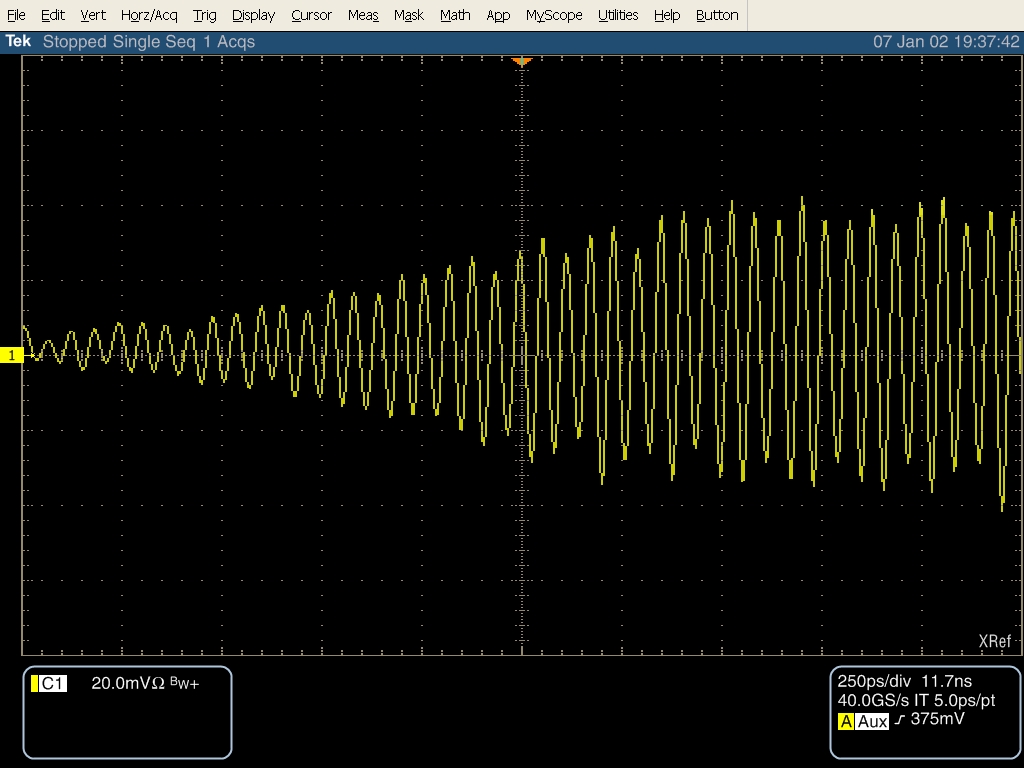 File Edit Vert Horz/Acq Trig Display Cursor Meas Mask Math App MyScope Utilities Help Button
Tek Stopped Single Seq 1 Acqs 07 Jan 02 19:37:42
1
XRef
C1 20.0mVΩ BW+
250ps/div 11.7ns
40.0GS/s IT 5.0ps/pt
A Aux 375mV